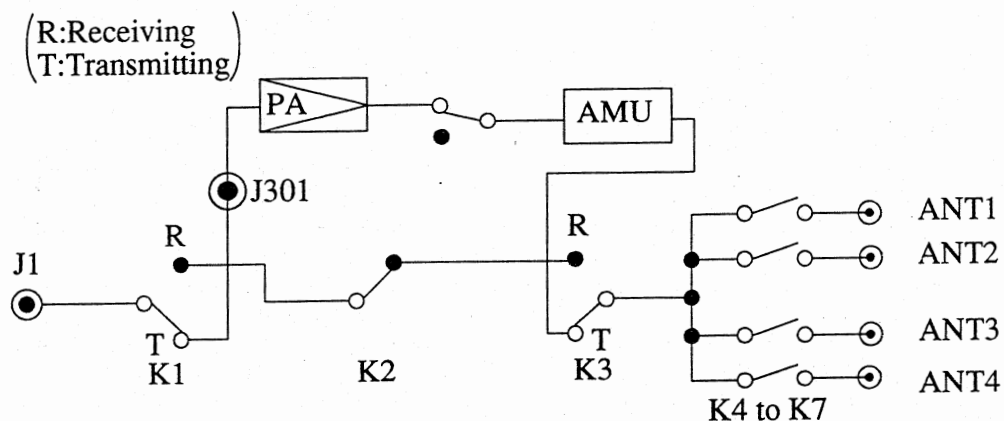 (R:Receiving
T:Transmitting)
PA
AMU
J301
R
R
ANT1
ANT2
J1
T
T
ANT3
K1
K2
K3
ANT4
K4 to K7